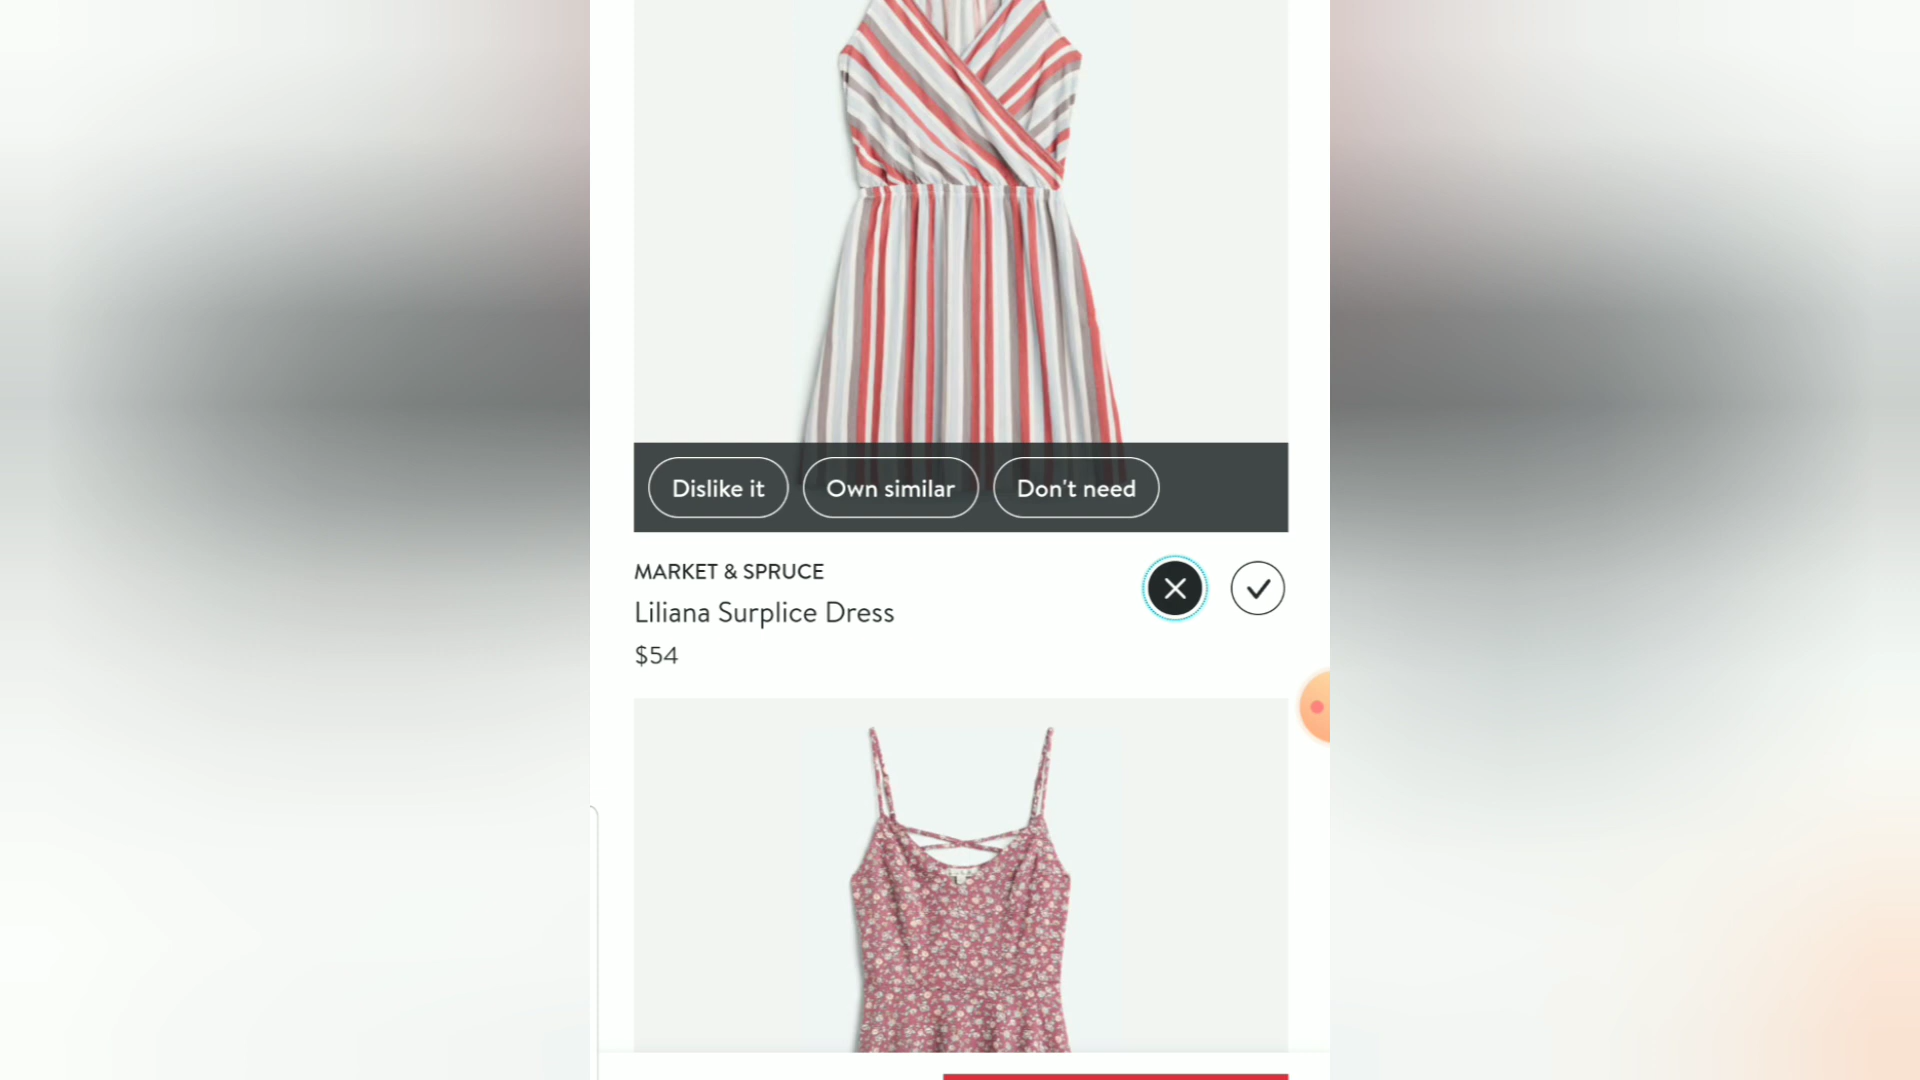 Dislike it
Own similar
Don't need
MARKET & SPRUCE
Liliana Surplice Dress
$54